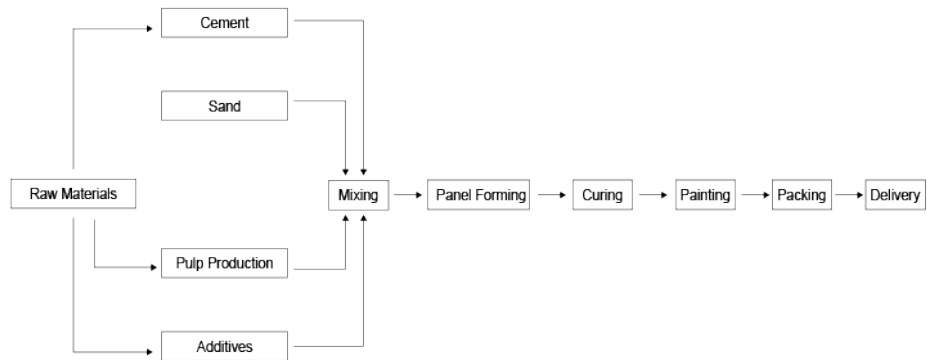 Cement
Sand
Raw Materials
Mixing
Panel Forming
Curing
Painting
Packing
Delivery
Pulp Production
Additives